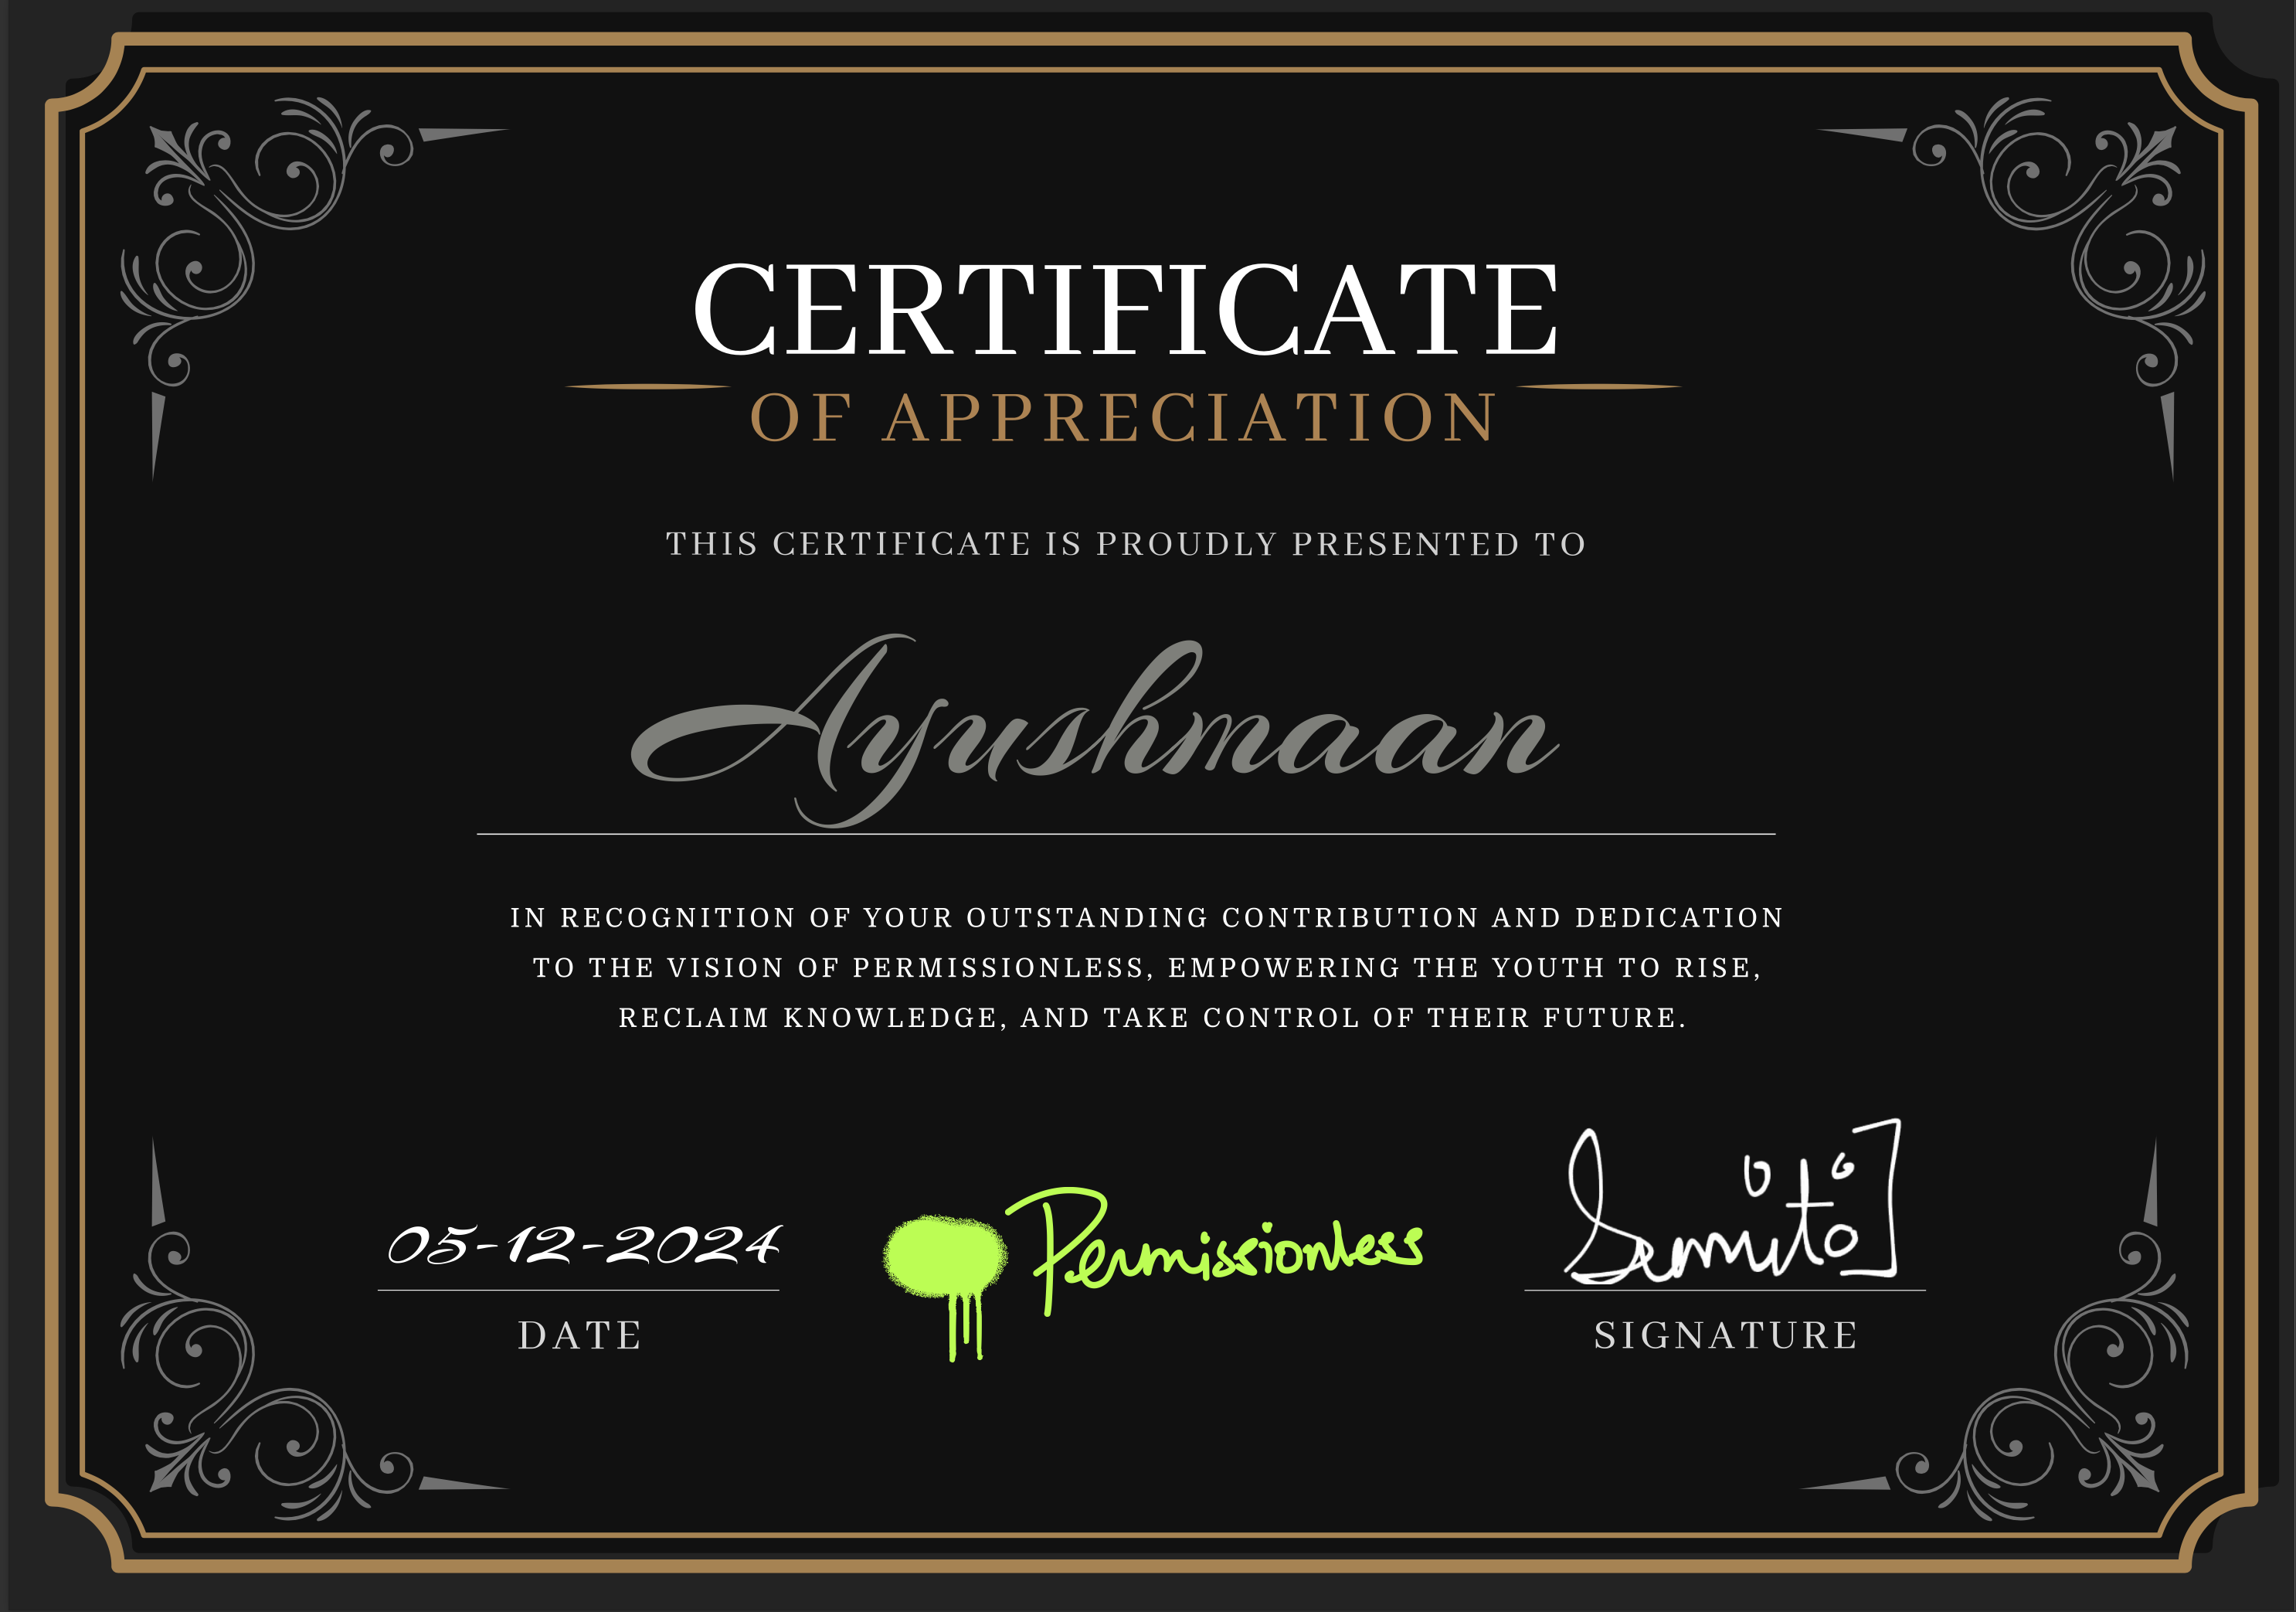 CERTIFICATE
OF APPRECIATION
THIS CERTIFICATE IS PROUDLY PRESENTED TO
Ayushmaan
IN RECOGNITION OF YOUR OUTSTANDING CONTRIBUTION AND DEDICATION
TO THE VISION OF PERMISSIONLESS, EMPOWERING THE YOUTH TO RISE,
RECLAIM KNOWLEDGE, AND TAKE CONTROL OF THEIR FUTURE.
05-12-2024
Permissionless
DATE
SIGNATURE